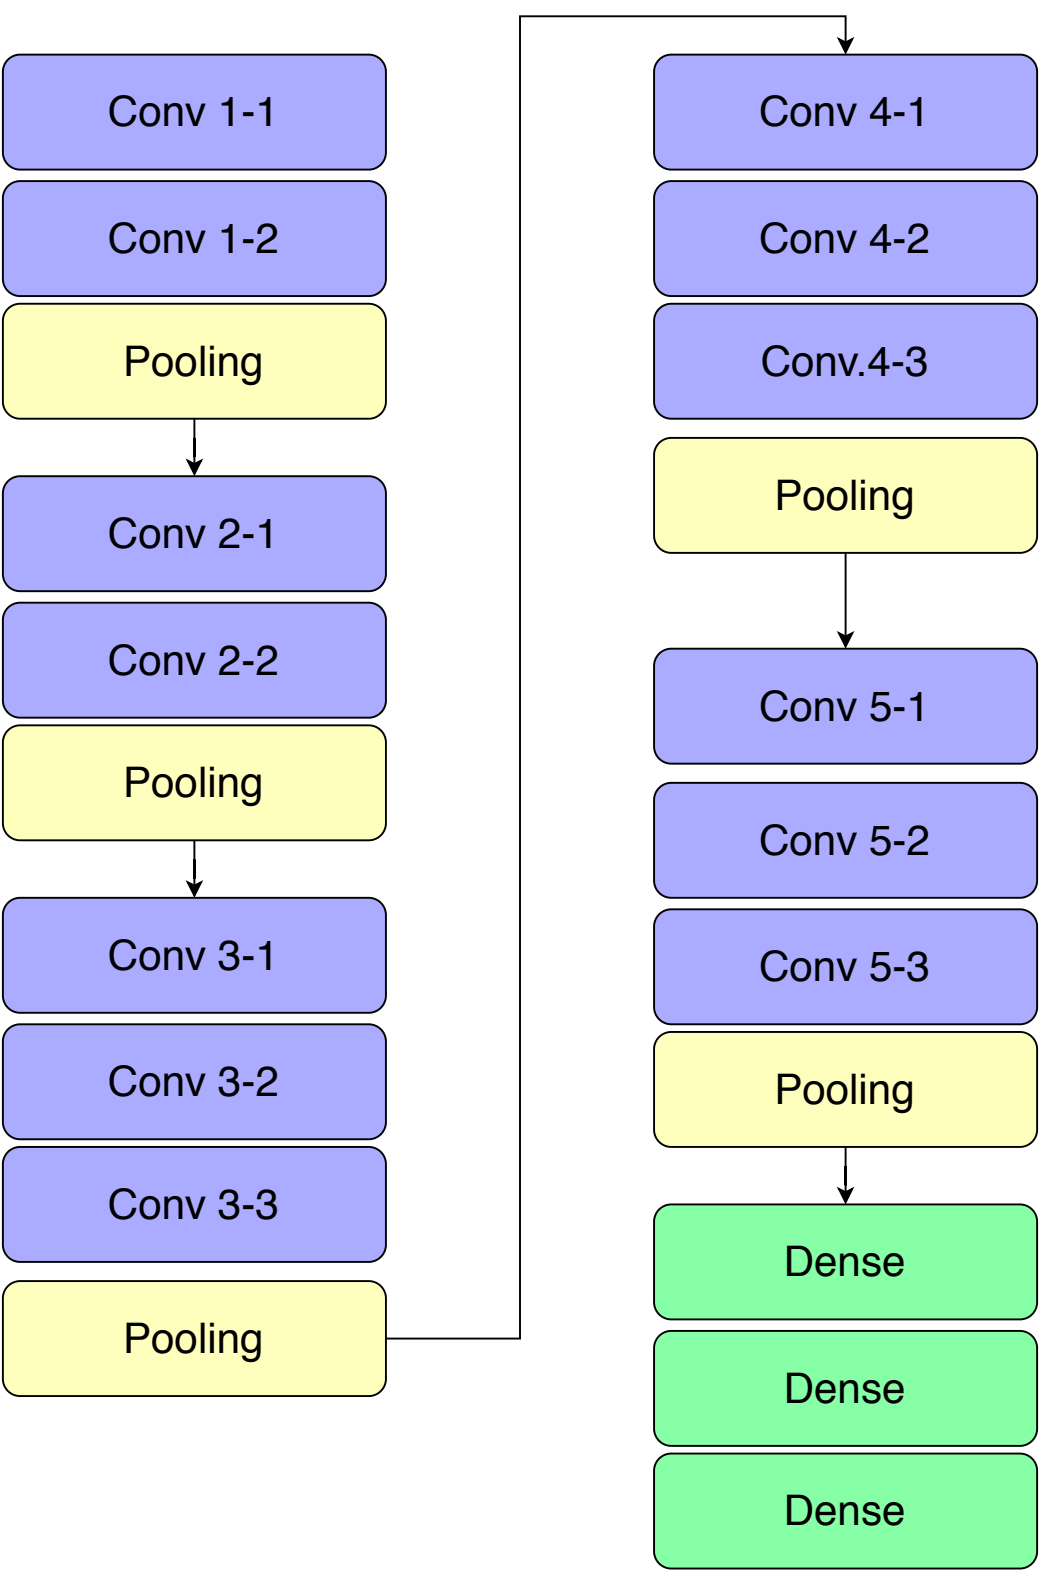 Conv 1-1
Conv 1-2
Pooling
Conv 2-1
Conv 2-2
Pooling
Conv 3-1
Conv 3-2
Conv 3-3
Pooling
Conv 4-1
Conv 4-2
Conv.4-3
Pooling
Conv 5-1
Conv 5-2
Conv 5-3
Pooling
Dense
Dense
Dense